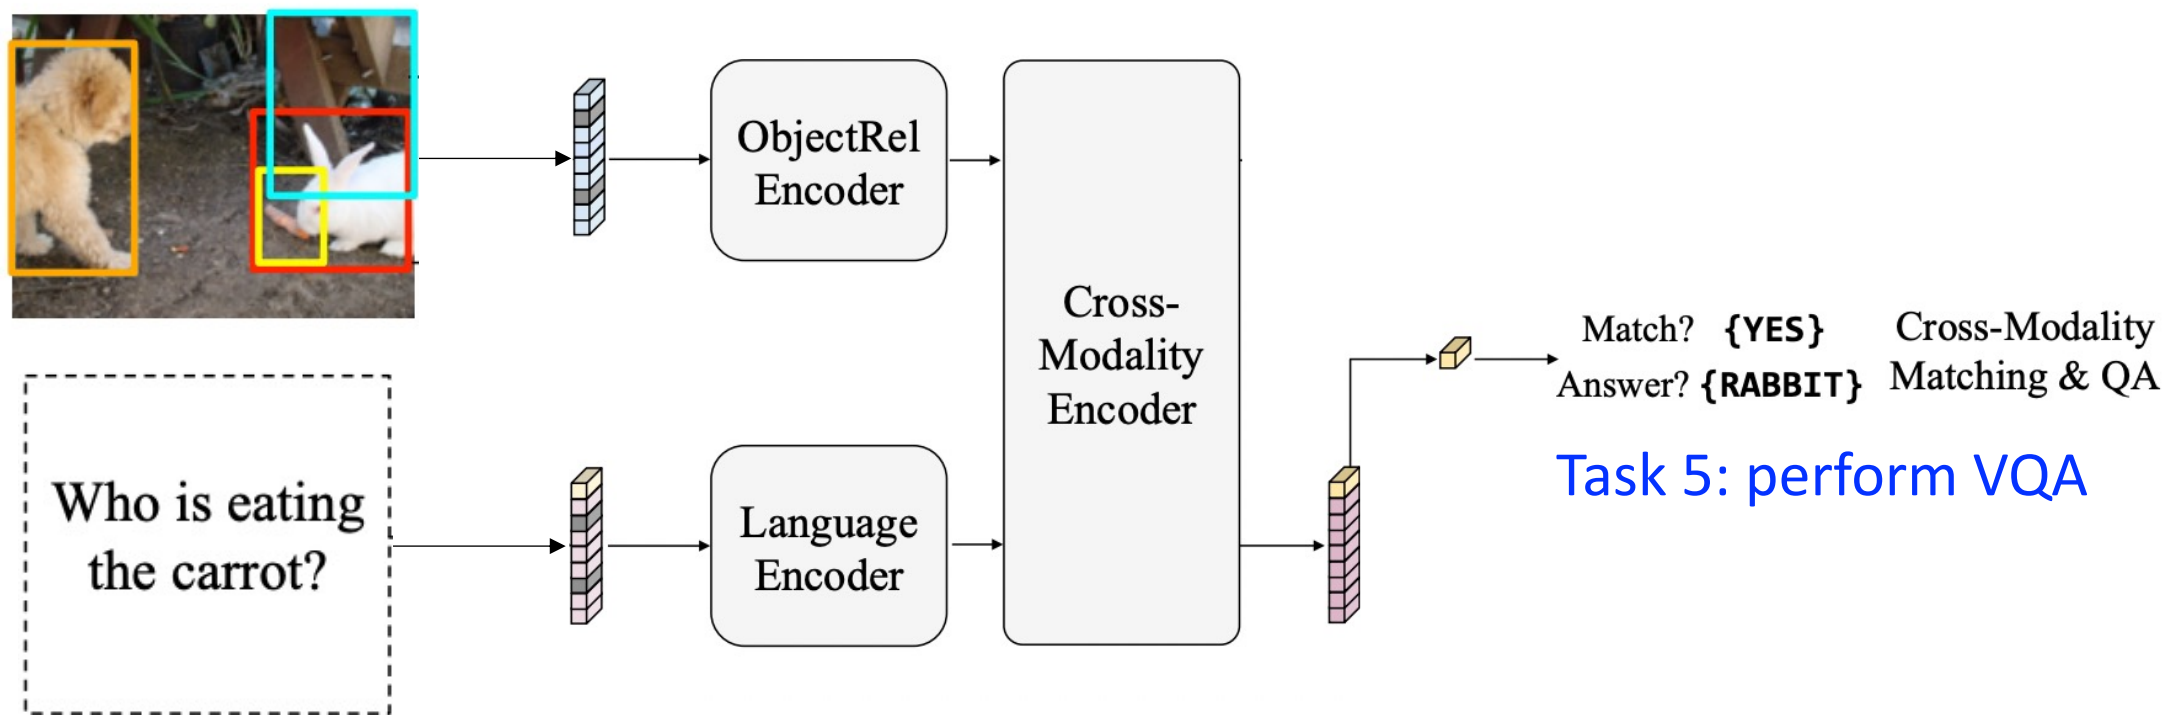 ObjectRel
Encoder
Who is eating
the carrot?
Language
Encoder
Cross-
Modality
Encoder
Match? {YES}
Answer? {RABBIT}
Cross-Modality
Matching & QA
Task 5: perform VQA